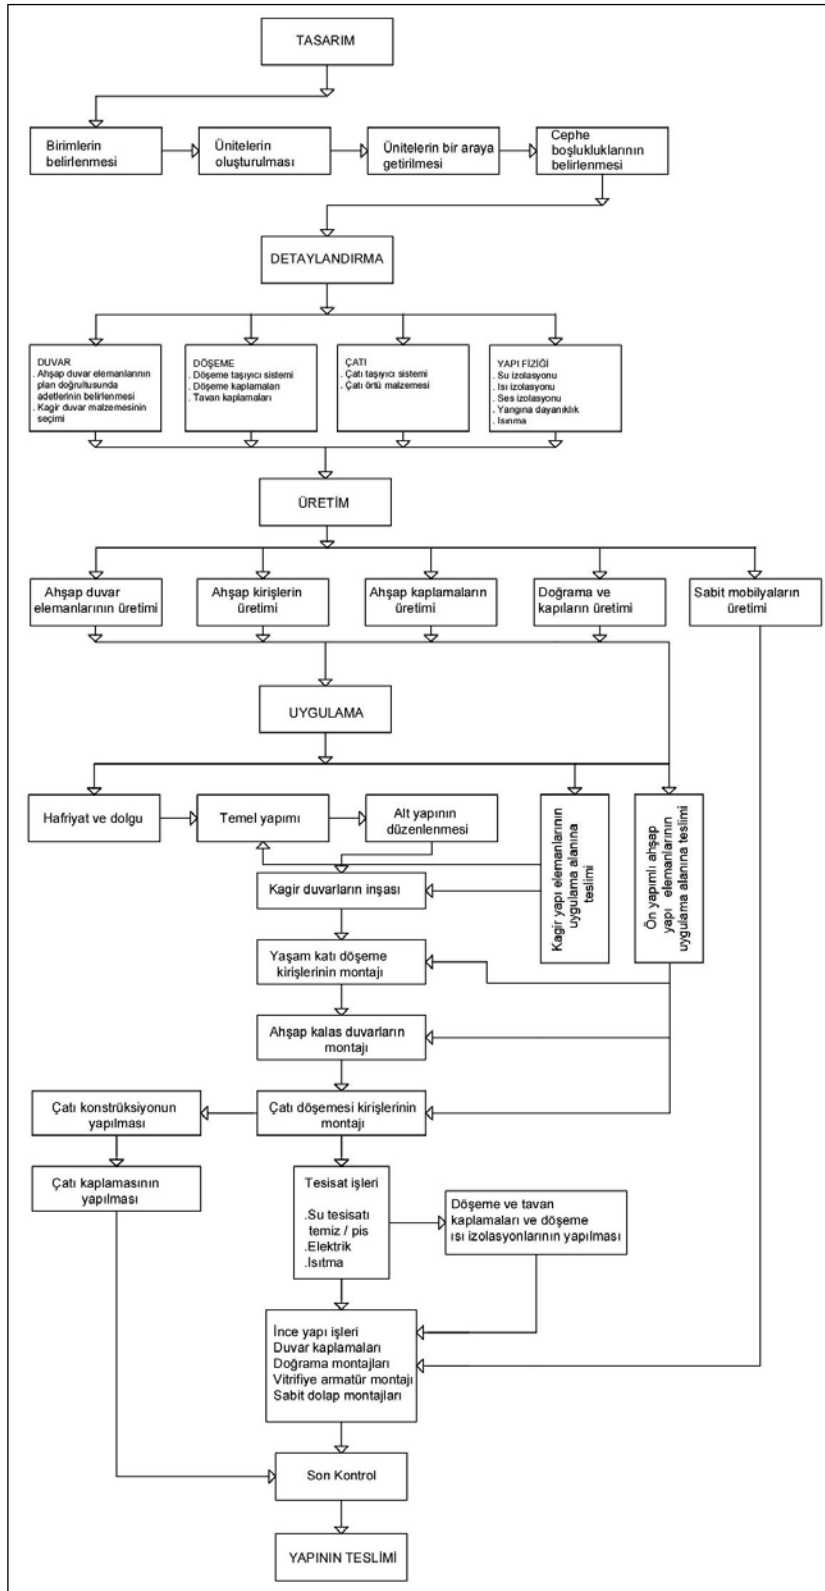 TASARIM
Birimlerin
belirlenmesi
Ünitelerin
oluşturulması
Ünitelerin bir araya
getirilmesi
Cephe
boşlukluklarının
belirlenmesi
DETAYLANDIRMA
DUVAR
. Ahşap duvar elemanlarının
plan doğrultusunda
adetlerinin belirlenmesi
. Kagir duvar malzemesinin
seçimi
DÖŞEME
. Döşeme taşıyıcı sistemi
. Döşeme kaplamaları
. Tavan kaplamaları
ÇATI
. Çatı taşıyıcı sistemi
. Çatı örtü malzemesi
YAPI FİZİĞİ
. Su izolasyonu
. Isı izolasyonu
. Ses izolasyonu
. Yangına dayanıklık
. Isınma
ÜRETİM
Ahşap duvar
elemanlarının üretimi
Ahşap kirişlerin
üretimi
Ahşap kaplamaların
üretimi
Doğrama ve
kapıların üretimi
Sabit mobilyaların
üretimi
UYGULAMA
Hafriyat ve dolgu
Temel yapımı
Alt yapının
düzenlenmesi
Kagir yapı elemanlarının
uygulama alanına
teslimi
Ön yapımlı ahşap
yapı elemanlarının
uygulama alanına teslimi
Kagir duvarların inşası
Yaşam katı döşeme
kirişlerinin montajı
Ahşap kalas duvarların
montajı
Çatı döşemesi kirişlerinin
montajı
Çatı konstrüksiyonun
yapılması
Çatı kaplamasının
yapılması
Tesisat işleri
.Su tesisatı
temiz / pis
.Elektrik
.Isıtma
Döşeme ve tavan
kaplamaları ve döşeme
ısı izolasyonlarının yapılması
İnce yapı işleri
Duvar kaplamaları
Doğrama montajları
Vitrifiye armatür montajı
Sabit dolap montajları
Son Kontrol
YAPININ TESLİMİ